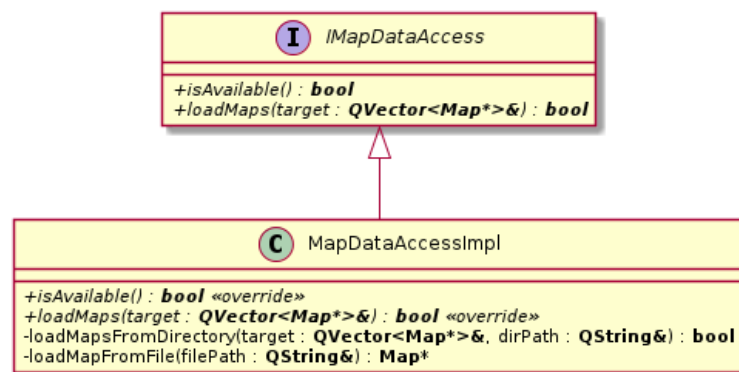 I IMapDataAccess
+isAvailable() : bool
+loadMaps(target : QVector<Map*>&) : bool
C MapDataAccessImpl
+isAvailable() : bool «override»
+loadMaps(target : QVector<Map*>&) : bool «override»
-loadMapsFromDirectory(target : QVector<Map*>&, dirPath : QString&) : bool
-loadMapFromFile(filePath : QString&) : Map*